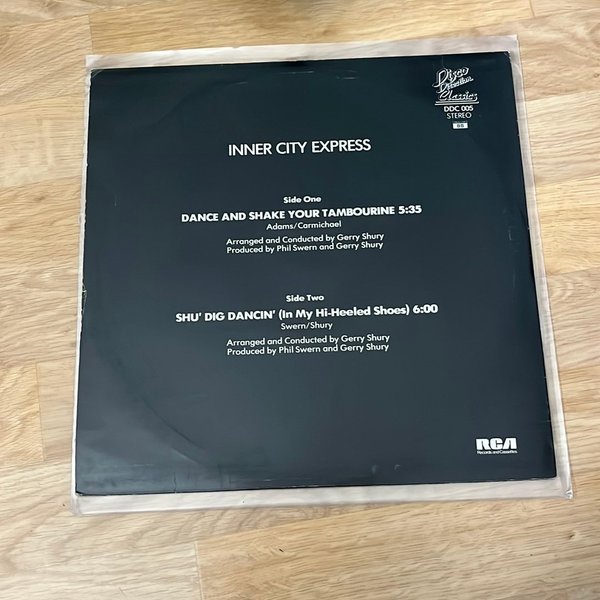 Disco
Classics
DDC 005
STEREO
INNER CITY EXPRESS
Side One
DANCE AND SHAKE YOUR TAMBOURINE 5:35
Adams/Carmichael
Arranged and Conducted by Gerry Shury
Produced by Phil Swern and Gerry Shury
Side Two
SHU' DIG DANCIN' (In My Hi-Heeled Shoes) 6:00
Swern/Shury
Arranged and Conducted by Gerry Shury
Produced by Phil Swern and Gerry Shury
RCA
Records and Cassettes